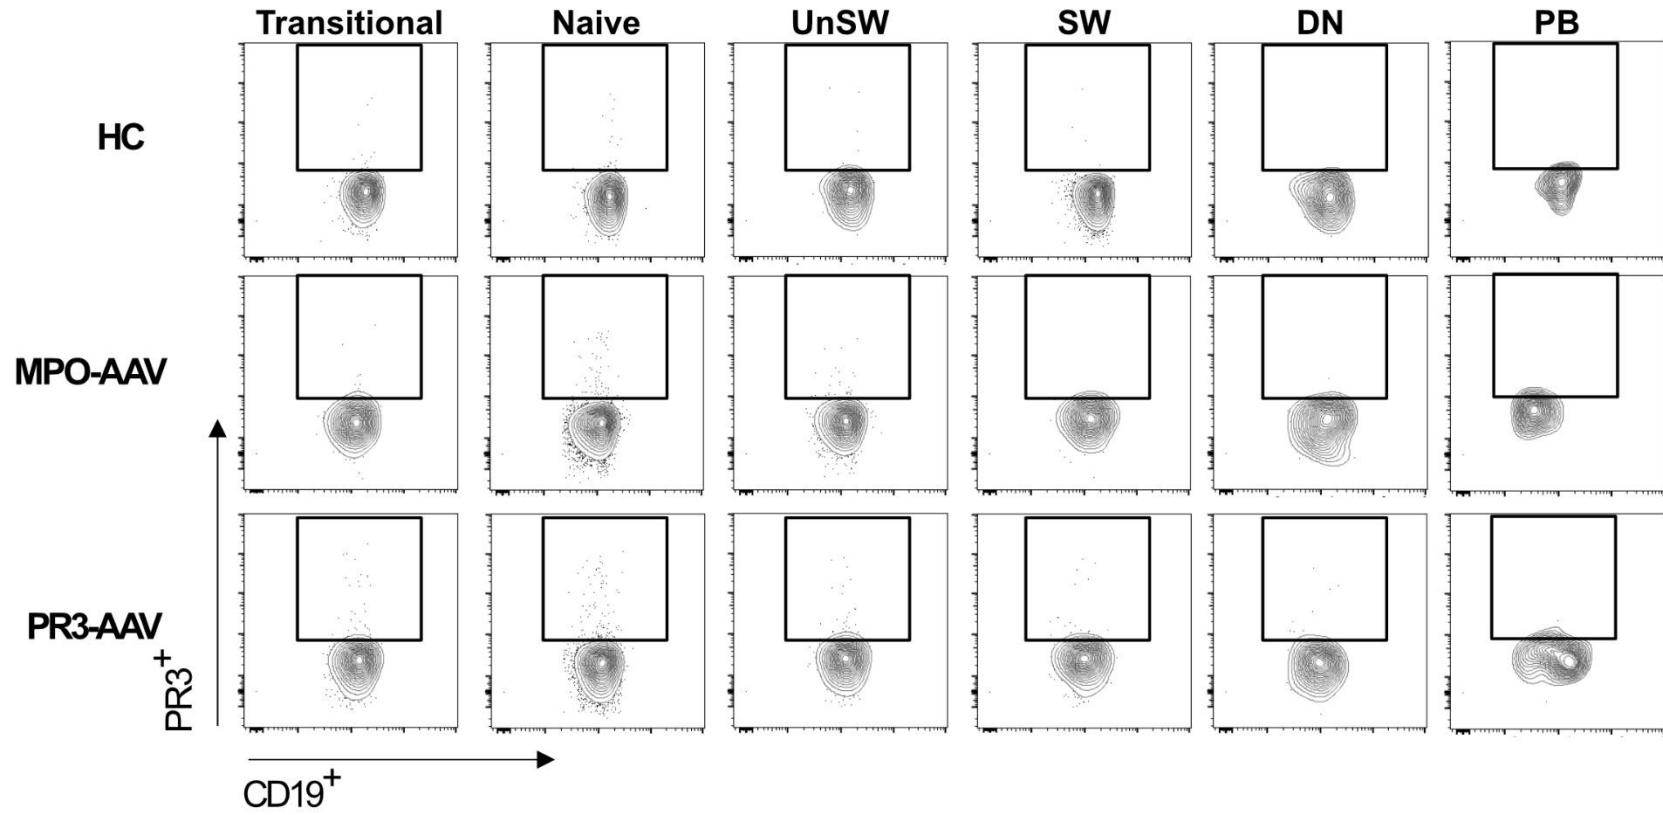 Transitional Naive UnSW SW DN PB
HC
MPO-AAV
PR3-AAV
PR3+
CD19+